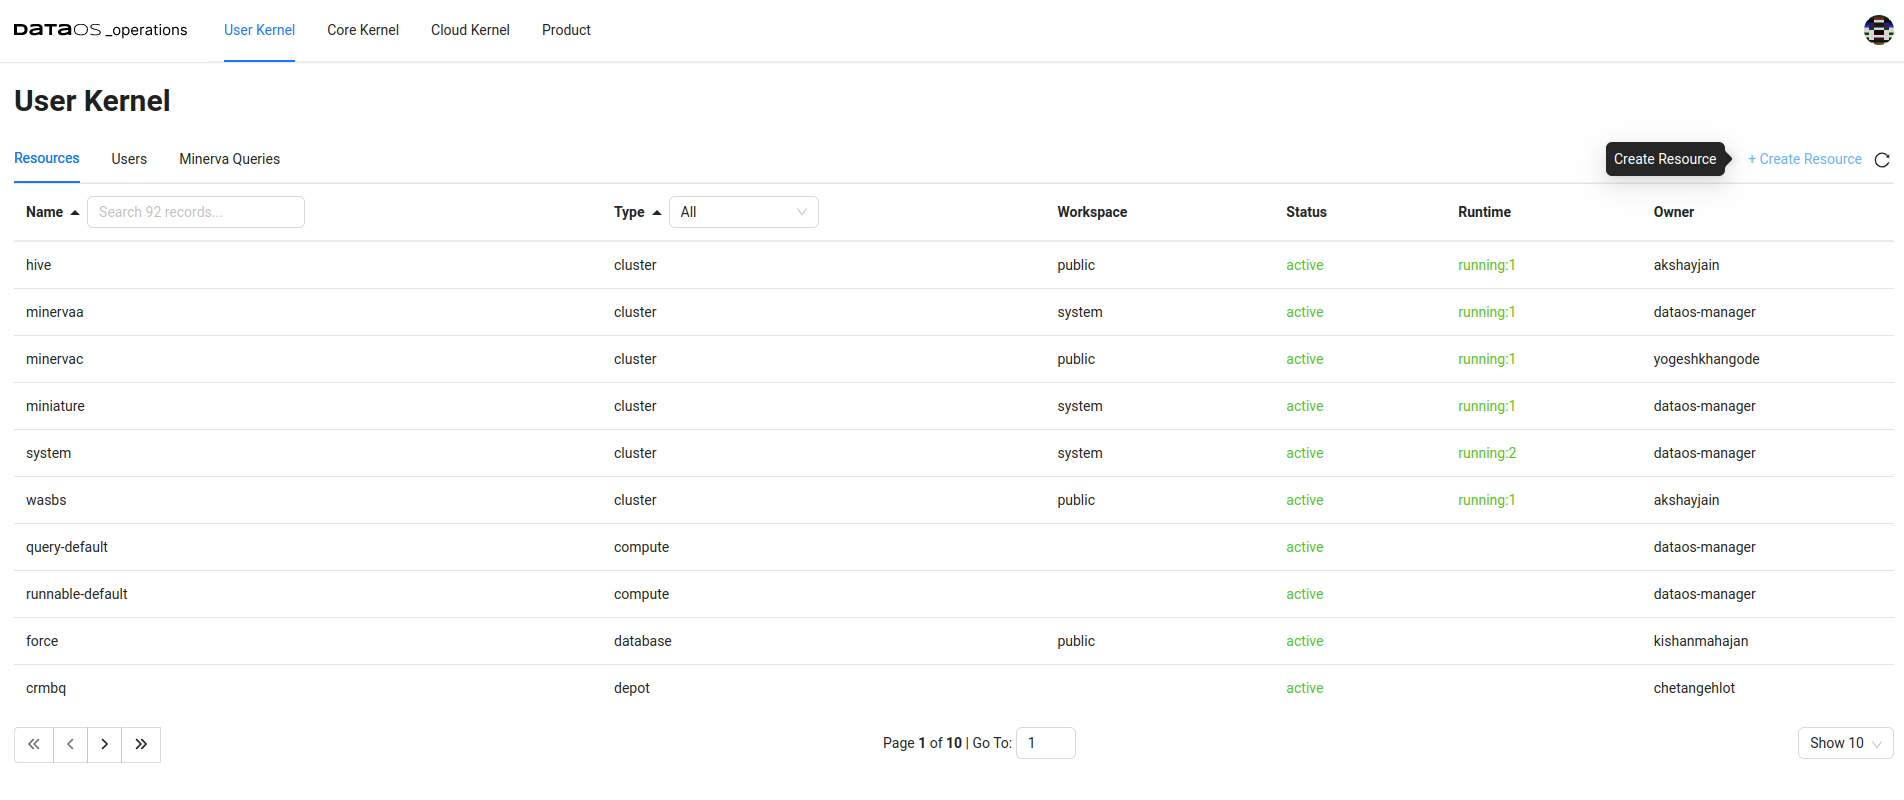 DATAOS _operations User Kernel Core Kernel Cloud Kernel Product
User Kernel
Resources Users Minerva Queries Create Resource + Create Resource
Name Search 92 records... Type All Workspace Status Runtime Owner
hive cluster public active running:1 akshayjain
minervaa cluster system active running:1 dataos-manager
minervac cluster public active running:1 yogeshkhangode
miniature cluster system active running:1 dataos-manager
system cluster system active running:2 dataos-manager
wasbs cluster public active running:1 akshayjain
query-default compute active dataos-manager
runnable-default compute active dataos-manager
force database public active kishanmahajan
crmbq depot active chetangehlot
Page 1 of 10 | Go To: 1 Show 10